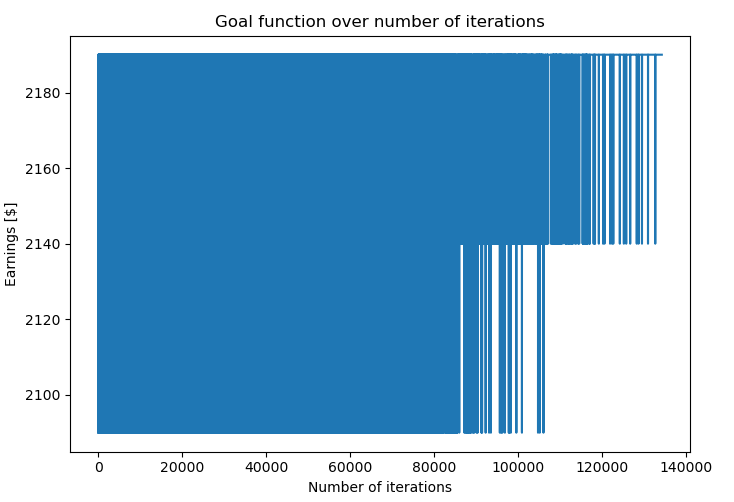 Goal function over number of iterations
Earnings [$]
2180
2160
2140
2120
2100
0 20000 40000 60000 80000 100000 120000 140000
Number of iterations